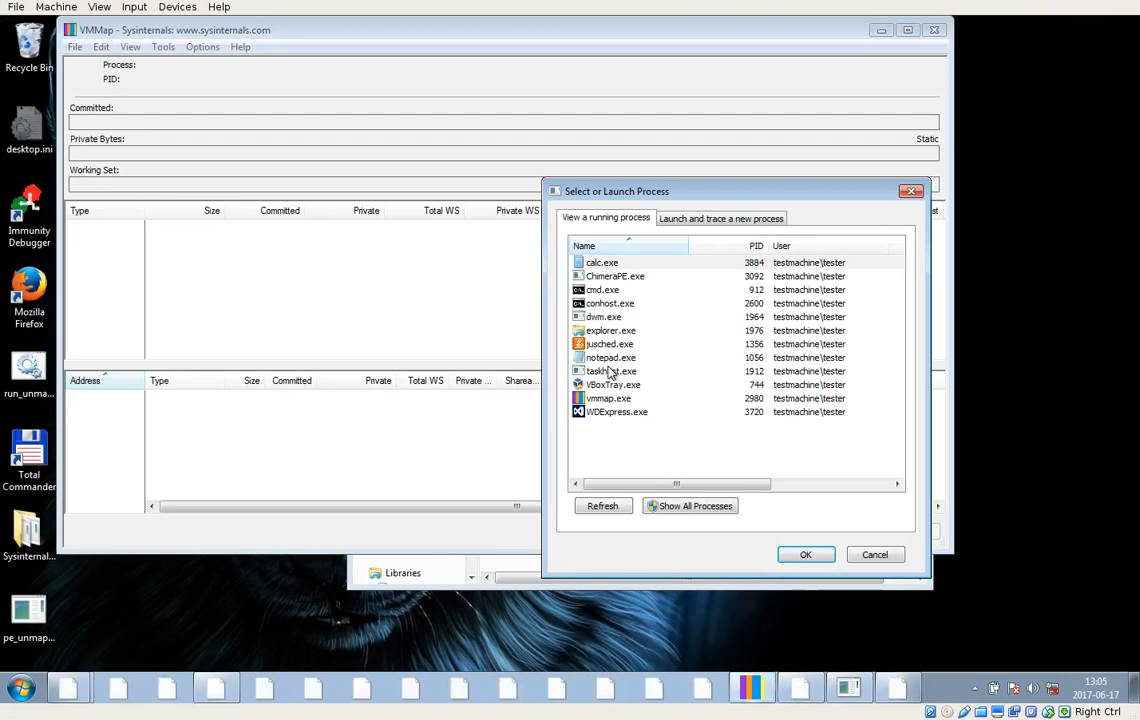 File Machine View Input Devices Help
VMMap - Sysinternals: www.sysinternals.com
File Edit View Tools Options Help
Process:
PID:
Committed:
Private Bytes: Static
Working Set:
Type Size Committed Private Total WS Private WS
Address Type Size Committed Private Total WS Private ... Sharea...
Select or Launch Process
View a running process Launch and trace a new process
Name PID User
calc.exe 3884 testmachine\tester
ChimeraPE.exe 3092 testmachine\tester
cmd.exe 912 testmachine\tester
conhost.exe 2600 testmachine\tester
dwm.exe 1964 testmachine\tester
explorer.exe 1976 testmachine\tester
jusched.exe 1356 testmachine\tester
notepad.exe 1056 testmachine\tester
taskhost.exe 1912 testmachine\tester
VBoxTray.exe 744 testmachine\tester
vmmap.exe 2980 testmachine\tester
WDExpress.exe 3720 testmachine\tester
Refresh Show All Processes
OK Cancel
Libraries
Recycle Bin
desktop.ini
Immunity
Debugger
Mozilla
Firefox
run_unma...
Total
Commander
Sysinternal...
pe_unmap...
13:05
2017-06-17
Right Ctrl